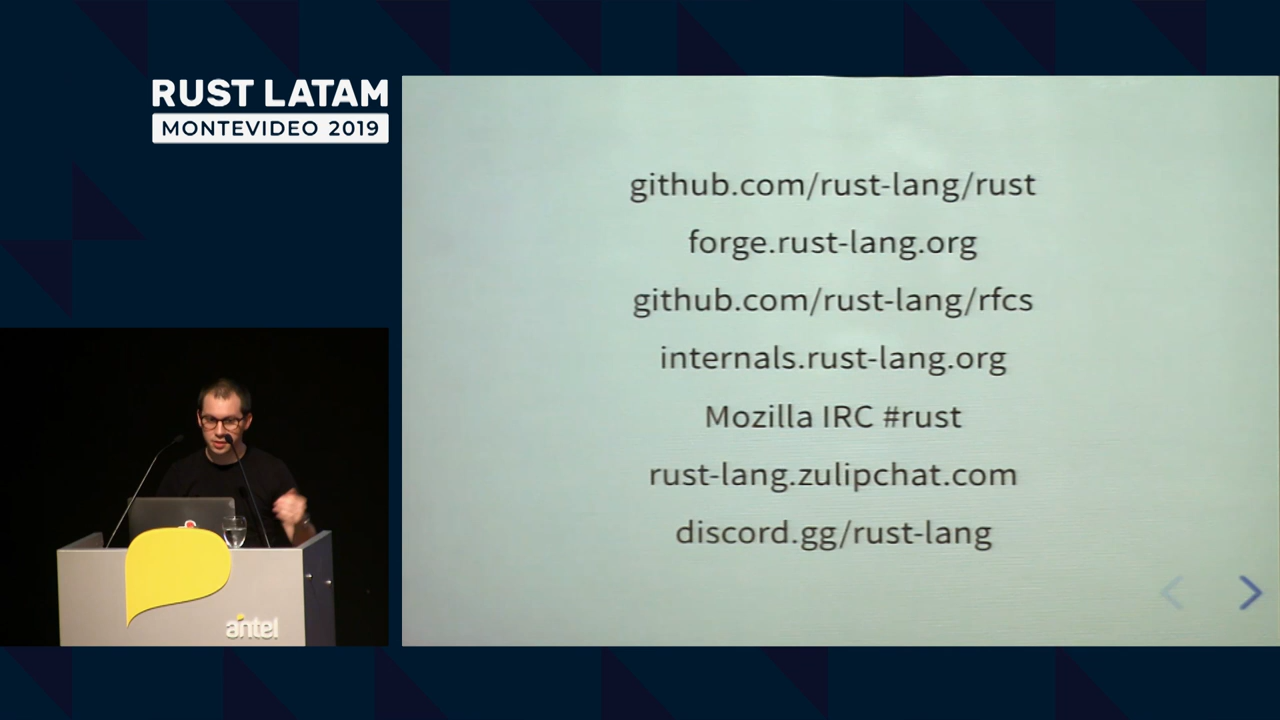 RUST LATAM
MONTEVIDEO 2019
github.com/rust-lang/rust
forge.rust-lang.org
github.com/rust-lang/rfcs
internals.rust-lang.org
Mozilla IRC #rust
rust-lang.zulipchat.com
discord.gg/rust-lang
antel